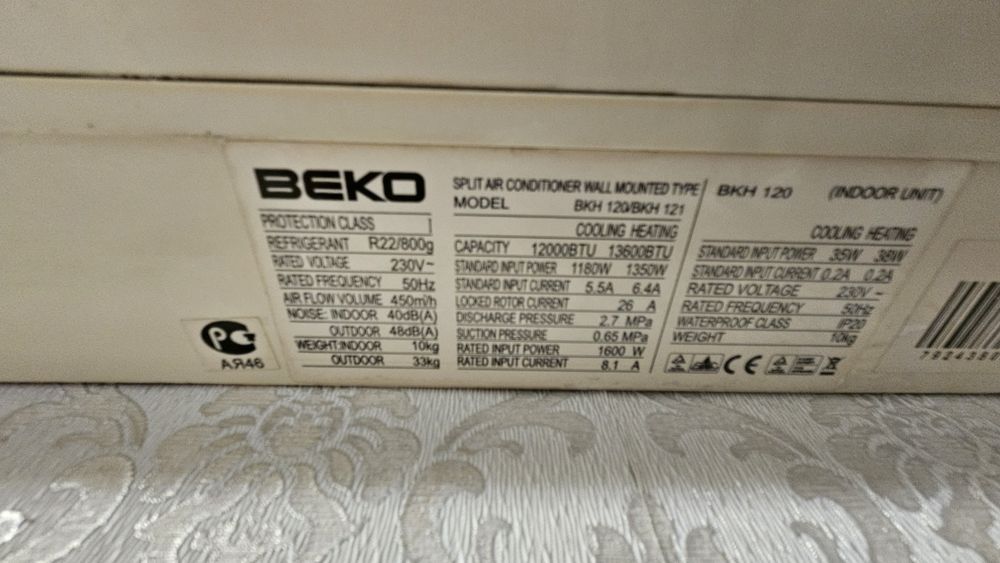 BEKO
PROTECTION CLASS I
REFRIGERANT R22/800g
RATED VOLTAGE 230V~
RATED FREQUENCY 50Hz
AIR FLOW VOLUME 450m/h
NOISE: INDOOR 40dB(A)
OUTDOOR 48dB(A)
WEIGHT:INDOOR 10kg
OUTDOOR 33kg
SPLIT AIR CONDITIONER WALL MOUNTED TYPE
MODEL BKH 120/BKH 121
COOLING HEATING
CAPACITY 12000BTU 13600BTU
STANDARD INPUT POWER 1180W 1350W
STANDARD INPUT CURRENT 5.5A 6.4A
LOCKED ROTOR CURRENT 26 A
DISCHARGE PRESSURE 2.7 MPa
SUCTION PRESSURE 0.65 MPa
RATED INPUT POWER 1600 W
RATED INPUT CURRENT 8.1 A
BKH 120 (INDOOR UNIT)
COOLING HEATING
STANDARD INPUT POWER 35W 38W
STANDARD INPUT CURRENT 0.2A 0.2A
RATED VOLTAGE 230V ~
RATED FREQUENCY 50Hz
WATERPROOF CLASS IP20
WEIGHT 10kg
CE
РС
АЯ46